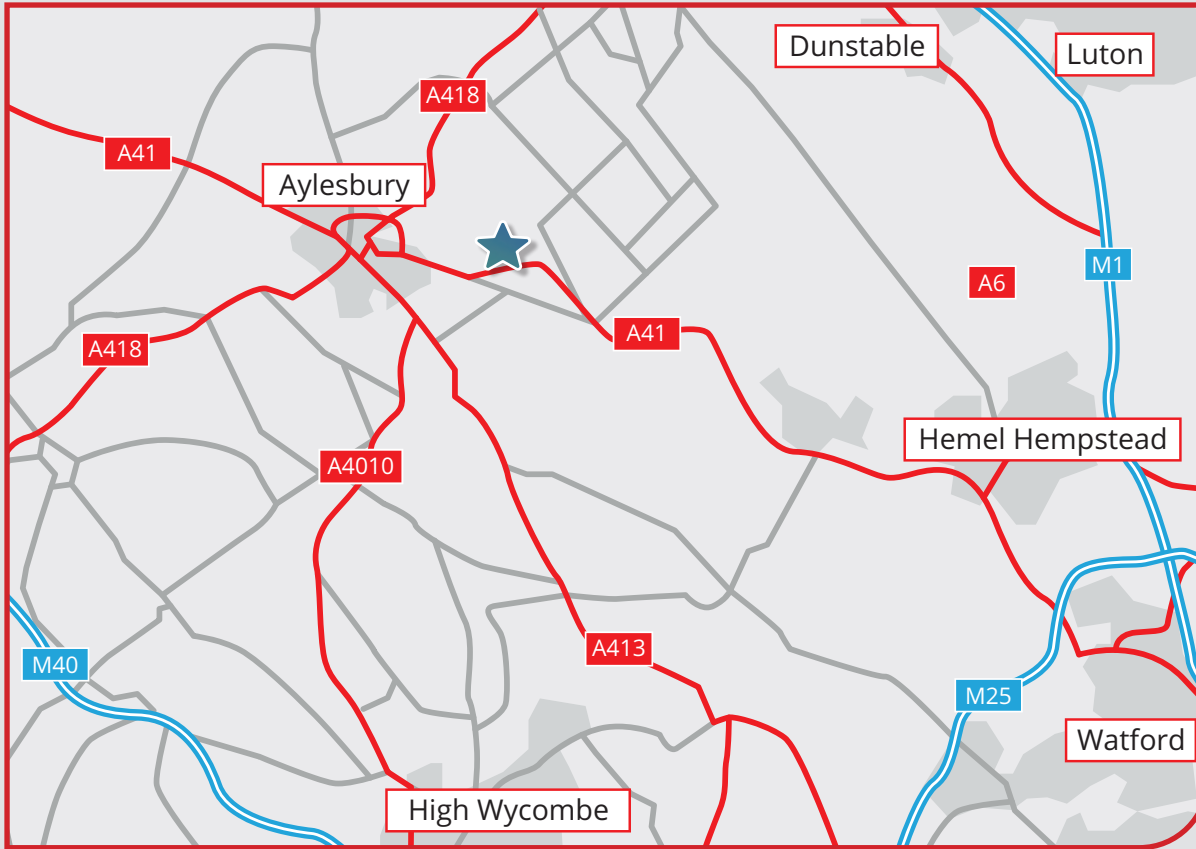 Dunstable
Luton
A418
A41
Aylesbury
M1
A6
A41
A418
Hemel Hempstead
A4010
A413
M40
M25
Watford
High Wycombe